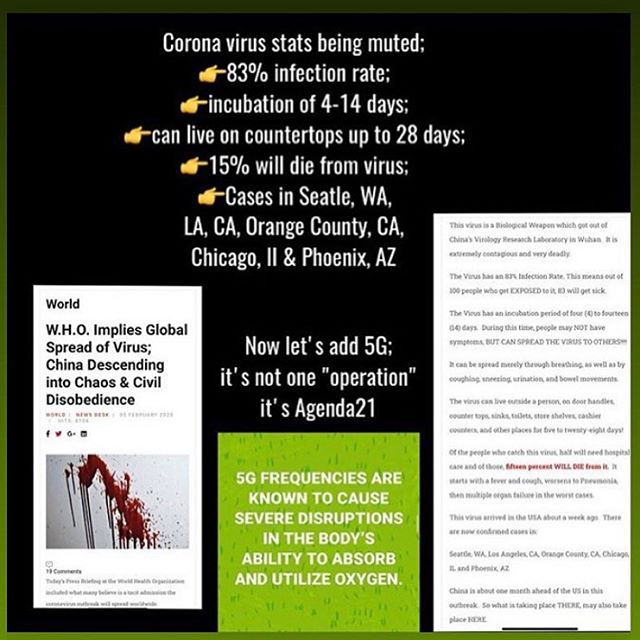 Corona virus stats being muted;
👉83% infection rate;
👉incubation of 4-14 days;
👉can live on countertops up to 28 days;
👉15% will die from virus;
👉Cases in Seatle, WA,
LA, CA, Orange County, CA,
Chicago, Il & Phoenix, AZ
World
W.H.O. Implies Global
Spread of Virus;
China Descending
into Chaos & Civil
Disobedience
WORLD | NEWS DESK | 05 FEBRUARY 2020
| HITS:
19 Comments
Today's Press Briefing at the World Health Organization
included what many believe is a tacit admission the
coronavirus outbreak will spread worldwide.
Now let's add 5G;
it's not one "operation"
it's Agenda21
5G FREQUENCIES ARE
KNOWN TO CAUSE
SEVERE DISRUPTIONS
IN THE BODY'S
ABILITY TO ABSORB
AND UTILIZE OXYGEN.
This virus is a Biological Weapon which got out of
China's Virology Research Laboratory in Wuhan. It is
extremely contagious and very deadly.
The Virus has an 83% Infection Rate. This means out of
100 people who get EXPOSED to it, 83 will get sick.
The Virus has an incubation period of four (4) to fourteen
(14) days. During this time, people may NOT have
symptoms, BUT CAN SPREAD THE VIRUS TO OTHERS!!!!
It can be spread merely through breathing, as well as by
coughing, sneezing, urination, and bowel movements.
The virus can live outside a person, on door handles,
counter tops, sinks, toilets, store shelves, cashier
counters, and other places for five to twenty-eight days!
Of the people who catch this virus, half will need hospital
care and of those, fifteen percent WILL DIE from it. It
starts with a fever and cough, worsens to Pneumonia,
then multiple organ failure in the worst cases.
This virus arrived in the USA about a week ago. There
are now confirmed cases in:
Seattle, WA, Los Angeles, CA, Orange County, CA, Chicago,
IL and Phoenix, AZ.
China is about one month ahead of the US in this
outbreak. So what is taking place THERE, may also take
place HERE.